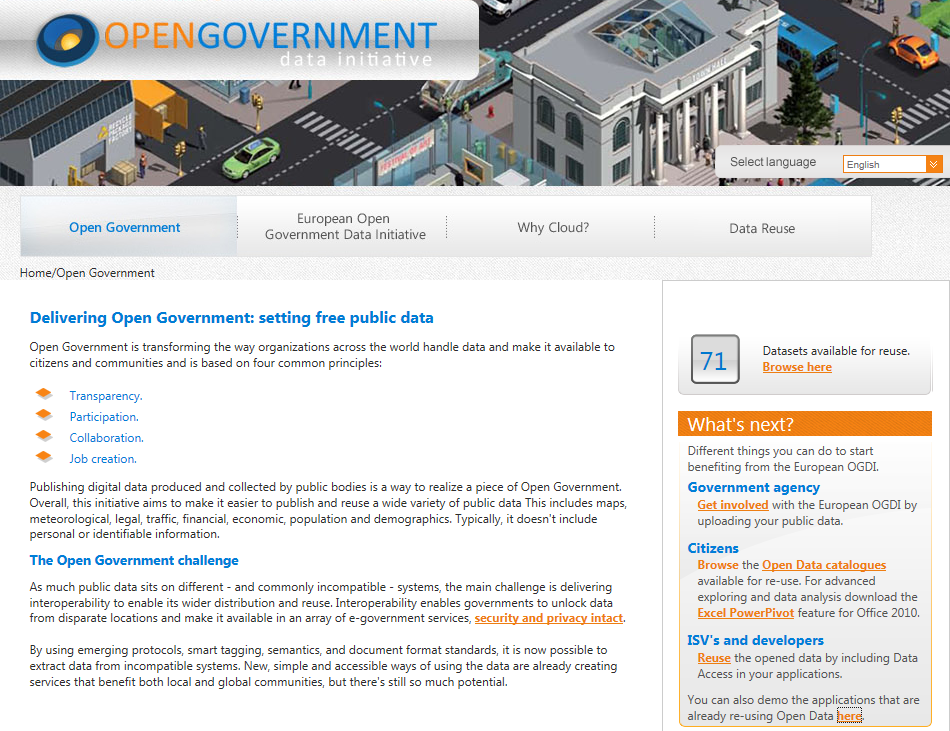 OPENGOVERNMENT
data initiative
TOWN HALL
FESTIVAL OF ART
Select language
English
Open Government
European Open
Government Data Initiative
Why Cloud?
Data Reuse
Home/Open Government
Delivering Open Government: setting free public data
Open Government is transforming the way organizations across the world handle data and make it available to
citizens and communities and is based on four common principles:
Transparency.
Participation.
Collaboration.
Job creation.
Publishing digital data produced and collected by public bodies is a way to realize a piece of Open Government.
Overall, this initiative aims to make it easier to publish and reuse a wide variety of public data This includes maps,
meteorological, legal, traffic, financial, economic, population and demographics. Typically, it doesn't include
personal or identifiable information.
The Open Government challenge
As much public data sits on different - and commonly incompatible - systems, the main challenge is delivering
interoperability to enable its wider distribution and reuse. Interoperability enables governments to unlock data
from disparate locations and make it available in an array of e-government services, security and privacy intact.
By using emerging protocols, smart tagging, semantics, and document format standards, it is now possible to
extract data from incompatible systems. New, simple and accessible ways of using the data are already creating
services that benefit both local and global communities, but there's still so much potential.
71
Datasets available for reuse.
Browse here
What's next?
Different things you can do to start
benefiting from the European OGDI.
Government agency
Get involved with the European OGDI by
uploading your public data.
Citizens
Browse the Open Data catalogues
available for re-use. For advanced
exploring and data analysis download the
Excel PowerPivot feature for Office 2010.
ISV's and developers
Reuse the opened data by including Data
Access in your applications.
You can also demo the applications that are
already re-using Open Data here.